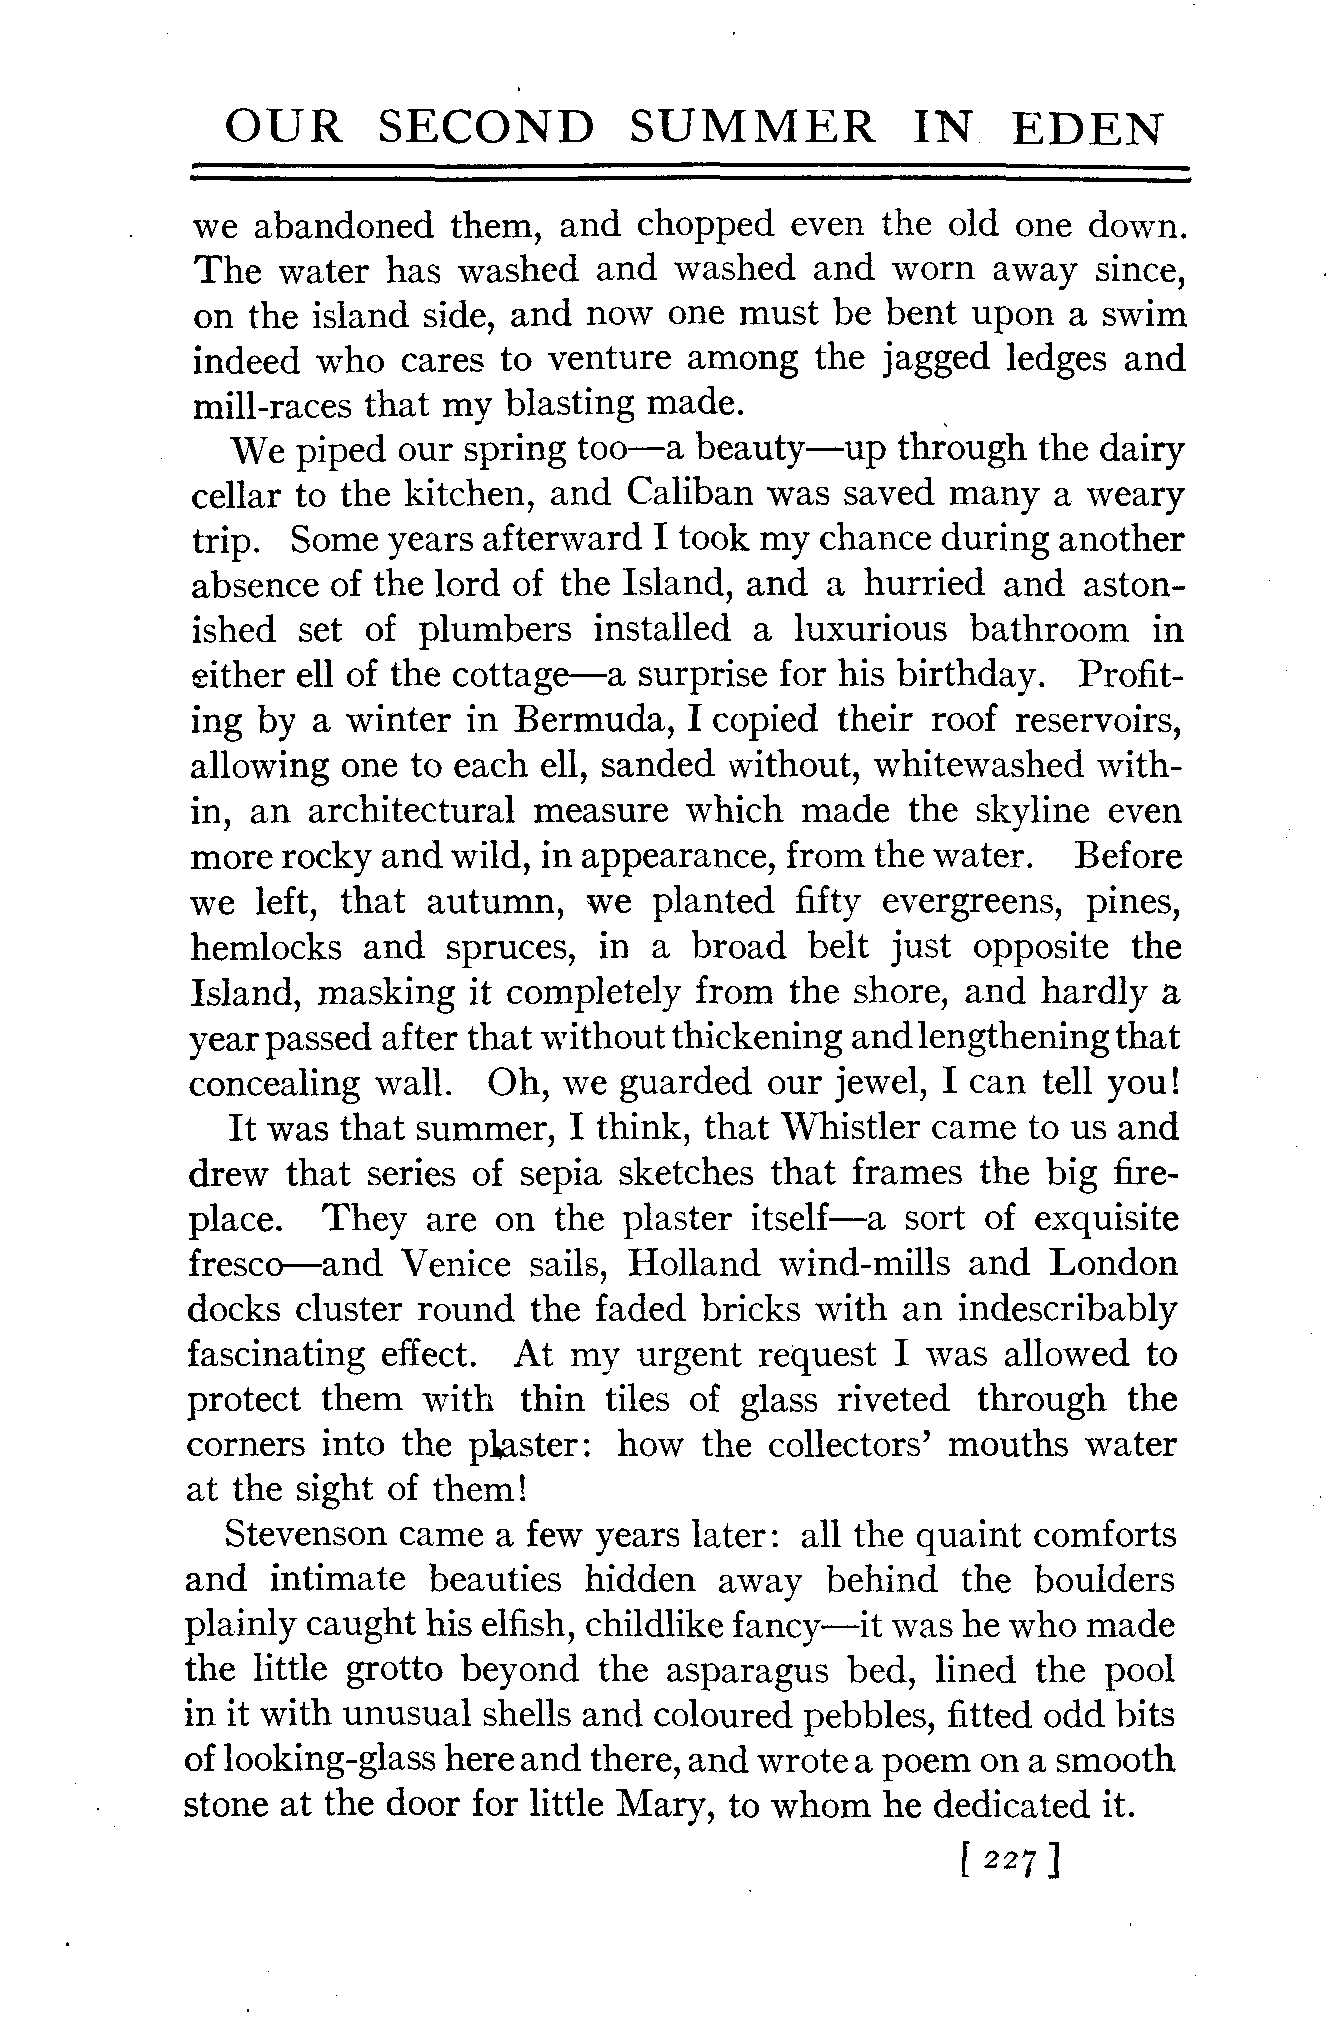 OUR SECOND SUMMER IN EDEN
we abandoned them, and chopped even the old one down.
The water has washed and washed and worn away since,
on the island side, and now one must be bent upon a swim
indeed who cares to venture among the jagged ledges and
mill-races that my blasting made.
We piped our spring too—a beauty—up through the dairy
cellar to the kitchen, and Caliban was saved many a weary
trip. Some years afterward I took my chance during another
absence of the lord of the Island, and a hurried and aston-
ished set of plumbers installed a luxurious bathroom in
either ell of the cottage—a surprise for his birthday. Profit-
ing by a winter in Bermuda, I copied their roof reservoirs,
allowing one to each ell, sanded without, whitewashed with-
in, an architectural measure which made the skyline even
more rocky and wild, in appearance, from the water. Before
we left, that autumn, we planted fifty evergreens, pines,
hemlocks and spruces, in a broad belt just opposite the
Island, masking it completely from the shore, and hardly a
year passed after that without thickening and lengthening that
concealing wall. Oh, we guarded our jewel, I can tell you!
It was that summer, I think, that Whistler came to us and
drew that series of sepia sketches that frames the big fire-
place. They are on the plaster itself—a sort of exquisite
fresco—and Venice sails, Holland wind-mills and London
docks cluster round the faded bricks with an indescribably
fascinating effect. At my urgent request I was allowed to
protect them with thin tiles of glass riveted through the
corners into the plaster: how the collectors' mouths water
at the sight of them!
Stevenson came a few years later: all the quaint comforts
and intimate beauties hidden away behind the boulders
plainly caught his elfish, childlike fancy—it was he who made
the little grotto beyond the asparagus bed, lined the pool
in it with unusual shells and coloured pebbles, fitted odd bits
of looking-glass here and there, and wrote a poem on a smooth
stone at the door for little Mary, to whom he dedicated it.
[ 227 ]